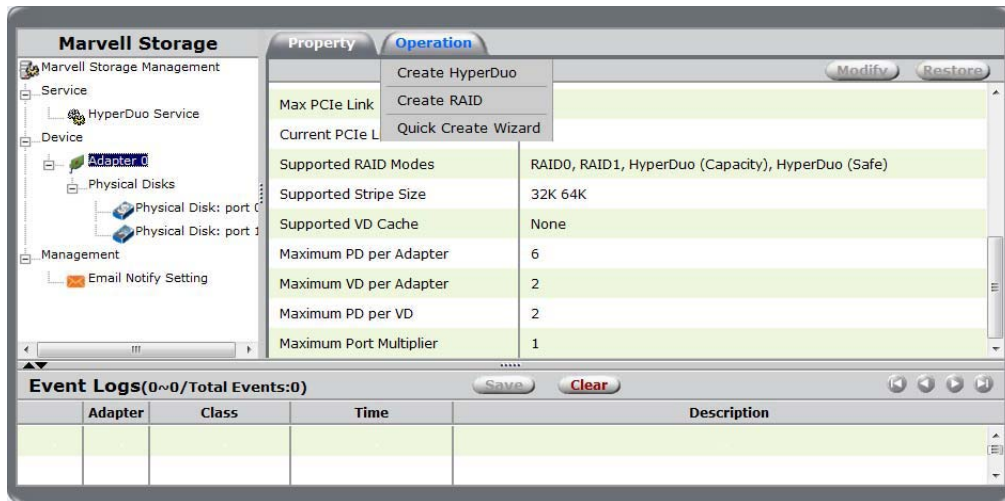 Marvell Storage
Marvell Storage Management
Service
HyperDuo Service
Device
Adapter 0
Physical Disks
Physical Disk: port
Physical Disk: port 1
Management
Email Notify Setting
Property
Operation
Create HyperDuo
Create RAID
Quick Create Wizard
Modify
Restore
Max PCIe Link
Current PCIe L
Supported RAID Modes RAID0, RAID1, HyperDuo (Capacity), HyperDuo (Safe)
Supported Stripe Size 32K 64K
Supported VD Cache None
Maximum PD per Adapter 6
Maximum VD per Adapter 2
Maximum PD per VD 2
Maximum Port Multiplier 1
Event Logs(0~0/Total Events:0)
Save
Clear
Adapter Class Time Description